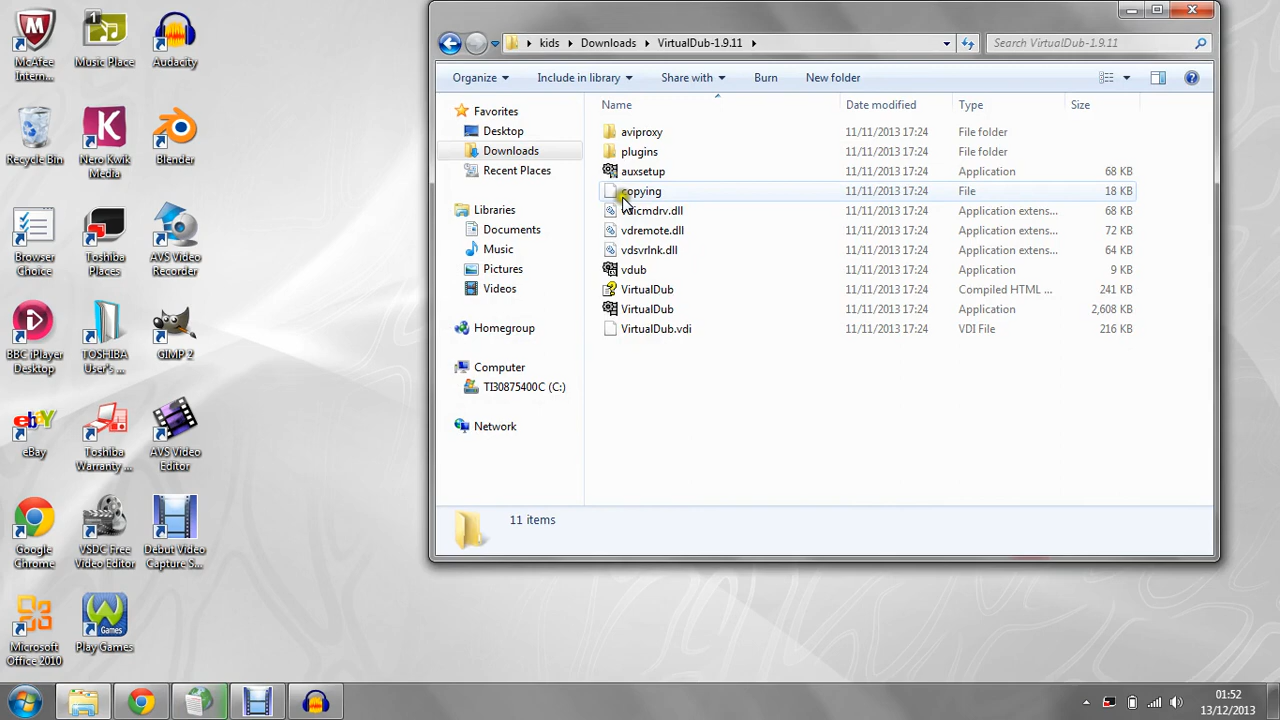 McAfee Intern...
1
Music Place
Audacity
Recycle Bin
Nero Kwik Media
Blender
Browser Choice
Toshiba Places
AVS Video Recorder
BBC iPlayer Desktop
TOSHIBA User's ...
GIMP 2
eBay
Toshiba Warranty ...
AVS Video Editor
Google Chrome
VSDC Free Video Editor
Debut Video Capture S...
Microsoft Office 2010
Games
Play Games
kids
Downloads
VirtualDub-1.9.11
Search VirtualDub-1.9.11
Organize
Include in library
Share with
Burn
New folder
Favorites
Desktop
Downloads
Recent Places
Libraries
Documents
Music
Pictures
Videos
Homegroup
Computer
TI30875400C (C:)
Network
Name Date modified Type Size
aviproxy 11/11/2013 17:24 File folder
plugins 11/11/2013 17:24 File folder
auxsetup 11/11/2013 17:24 Application 68 KB
copying 11/11/2013 17:24 File 18 KB
11/11/2013 17:24 Application extens... 68 KB
vdremote.dll 11/11/2013 17:24 Application extens... 72 KB
vdsvrlnk.dll 11/11/2013 17:24 Application extens... 64 KB
vdub 11/11/2013 17:24 Application 9 KB
VirtualDub 11/11/2013 17:24 Compiled HTML ... 241 KB
VirtualDub 11/11/2013 17:24 Application 2,608 KB
VirtualDub.vdi 11/11/2013 17:24 VDI File 216 KB
11 items
01:52
13/12/2013